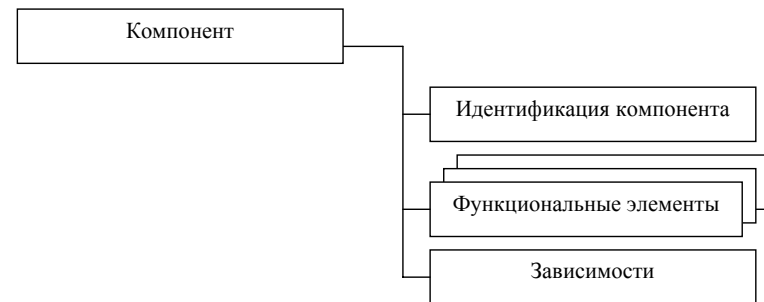 Компонент
Идентификация компонента
Функциональные элементы
Зависимости